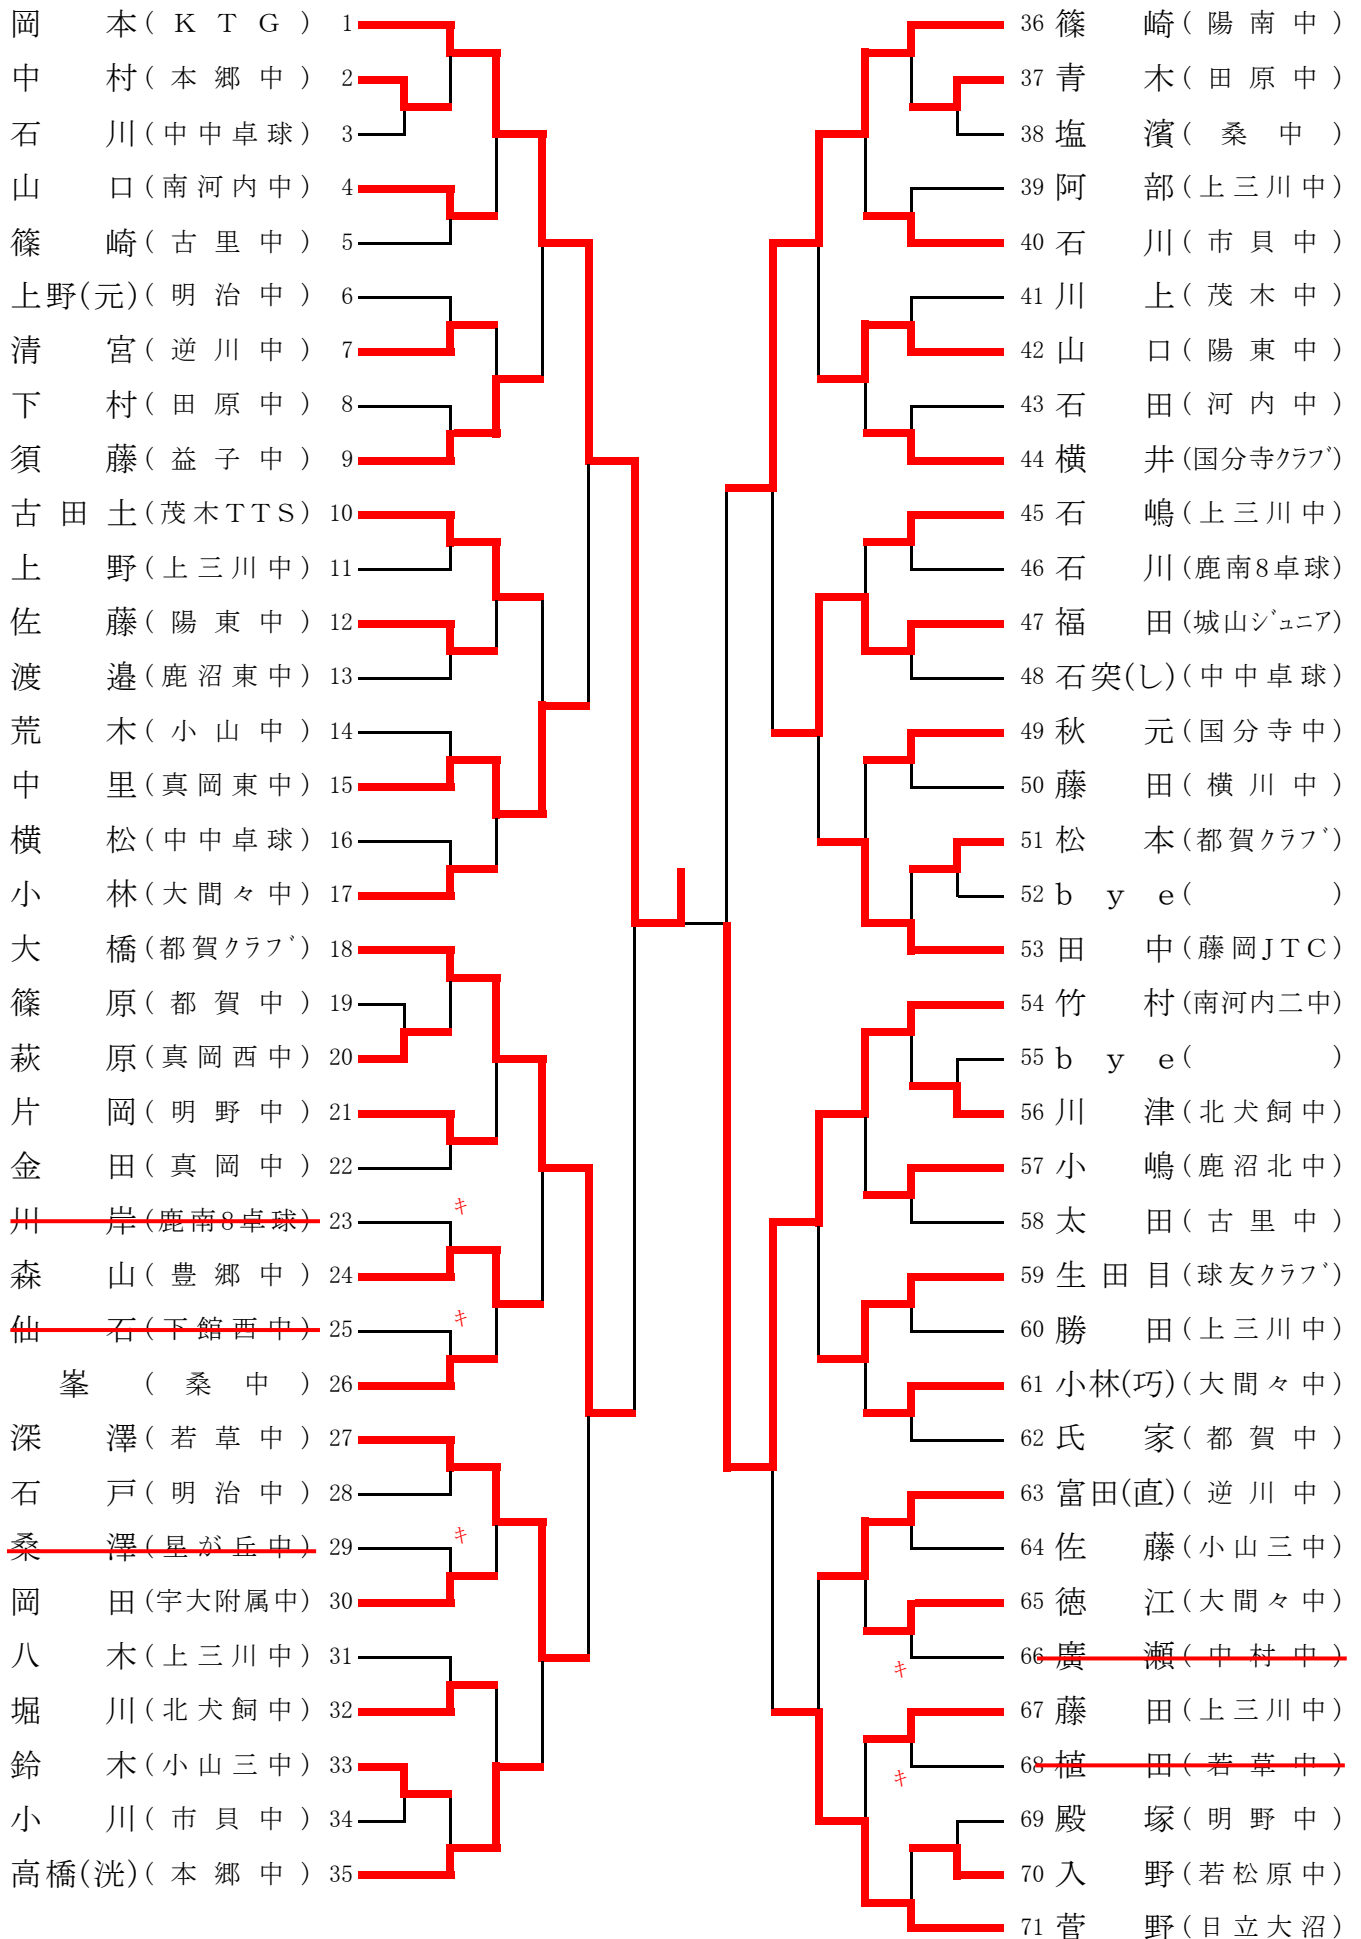 岡本(KTG) 1
中村(本郷中) 2
石川(中中卓球) 3
山口(南河内中) 4
篠崎(古里中) 5
上野(元)(明治中) 6
清宮(逆川中) 7
下村(田原中) 8
須藤(益子中) 9
古田土(茂木TTS) 10
上野(上三川中) 11
佐藤(陽東中) 12
渡邉(鹿沼東中) 13
荒木(小山中) 14
中里(真岡東中) 15
横松(中中卓球) 16
小林(大間々中) 17
大橋(都賀クラブ) 18
篠原(都賀中) 19
萩原(真岡西中) 20
片岡(明野中) 21
金田(真岡中) 22
川岸(鹿南8卓球) 23
キ
森山(豊郷中) 24
仙石(下館西中) 25
キ
峯(桑中) 26
深澤(若草中) 27
石戸(明治中) 28
桑澤(星が丘中) 29
キ
岡田(宇大附属中) 30
八木(上三川中) 31
堀川(北犬飼中) 32
鈴木(小山三中) 33
小川(市貝中) 34
高橋(洸)(本郷中) 35
36 篠崎(陽南中)
37 青木(田原中)
38 塩濱(桑中)
39 阿部(上三川中)
40 石川(市貝中)
41 川上(茂木中)
42 山口(陽東中)
43 石田(河内中)
44 横井(国分寺クラブ)
45 石嶋(上三川中)
46 石川(鹿南8卓球)
47 福田(城山ジュニア)
48 石突(し)(中中卓球)
49 秋元(国分寺中)
50 藤田(横川中)
51 松本(都賀クラブ)
52 bye( )
53 田中(藤岡JTC)
54 竹村(南河内二中)
55 bye( )
56 川津(北犬飼中)
57 小嶋(鹿沼北中)
58 太田(古里中)
59 生田目(球友クラブ)
60 勝田(上三川中)
61 小林(巧)(大間々中)
62 氏家(都賀中)
63 富田(直)(逆川中)
64 佐藤(小山三中)
65 徳江(大間々中)
66 廣瀬(中村中)
キ
67 藤田(上三川中)
68 植田(若草中)
キ
69 殿塚(明野中)
70 入野(若松原中)
71 菅野(日立大沼)